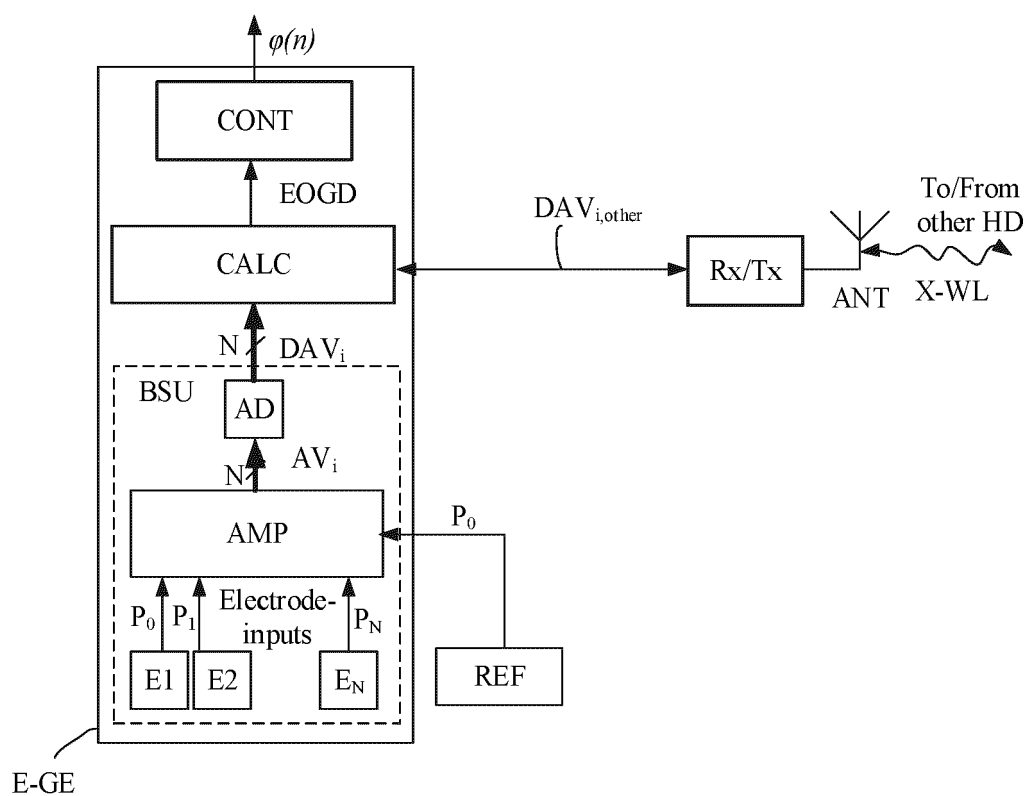 φ(n)
CONT
EOGD
CALC
DAVi,other
Rx/Tx
ANT
To/From
other HD
X-WL
N
DAVi
BSU
AD
N
AVi
AMP
P0
P0
P1
Electrode-
inputs
PN
E1
E2
EN
REF
E-GE